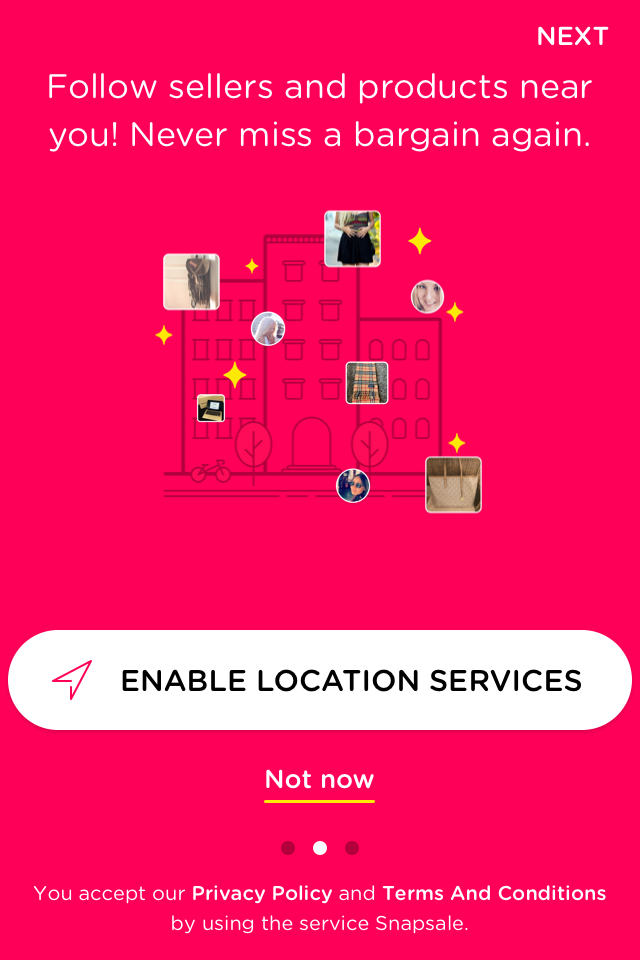 NEXT
Follow sellers and products near
you! Never miss a bargain again.
ENABLE LOCATION SERVICES
Not now
You accept our Privacy Policy and Terms And Conditions
by using the service Snapsale.